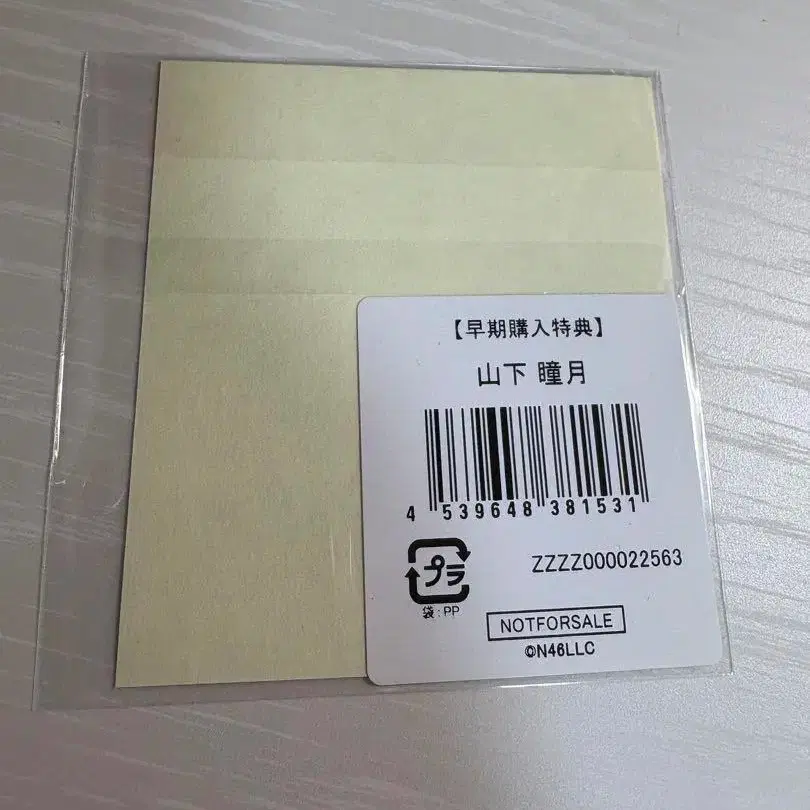 【早期購入特典】
山下 瞳月
4 539648 381531
プラ
ZZZZ000022563
袋:PP
NOTFORSALE
©N46LLC